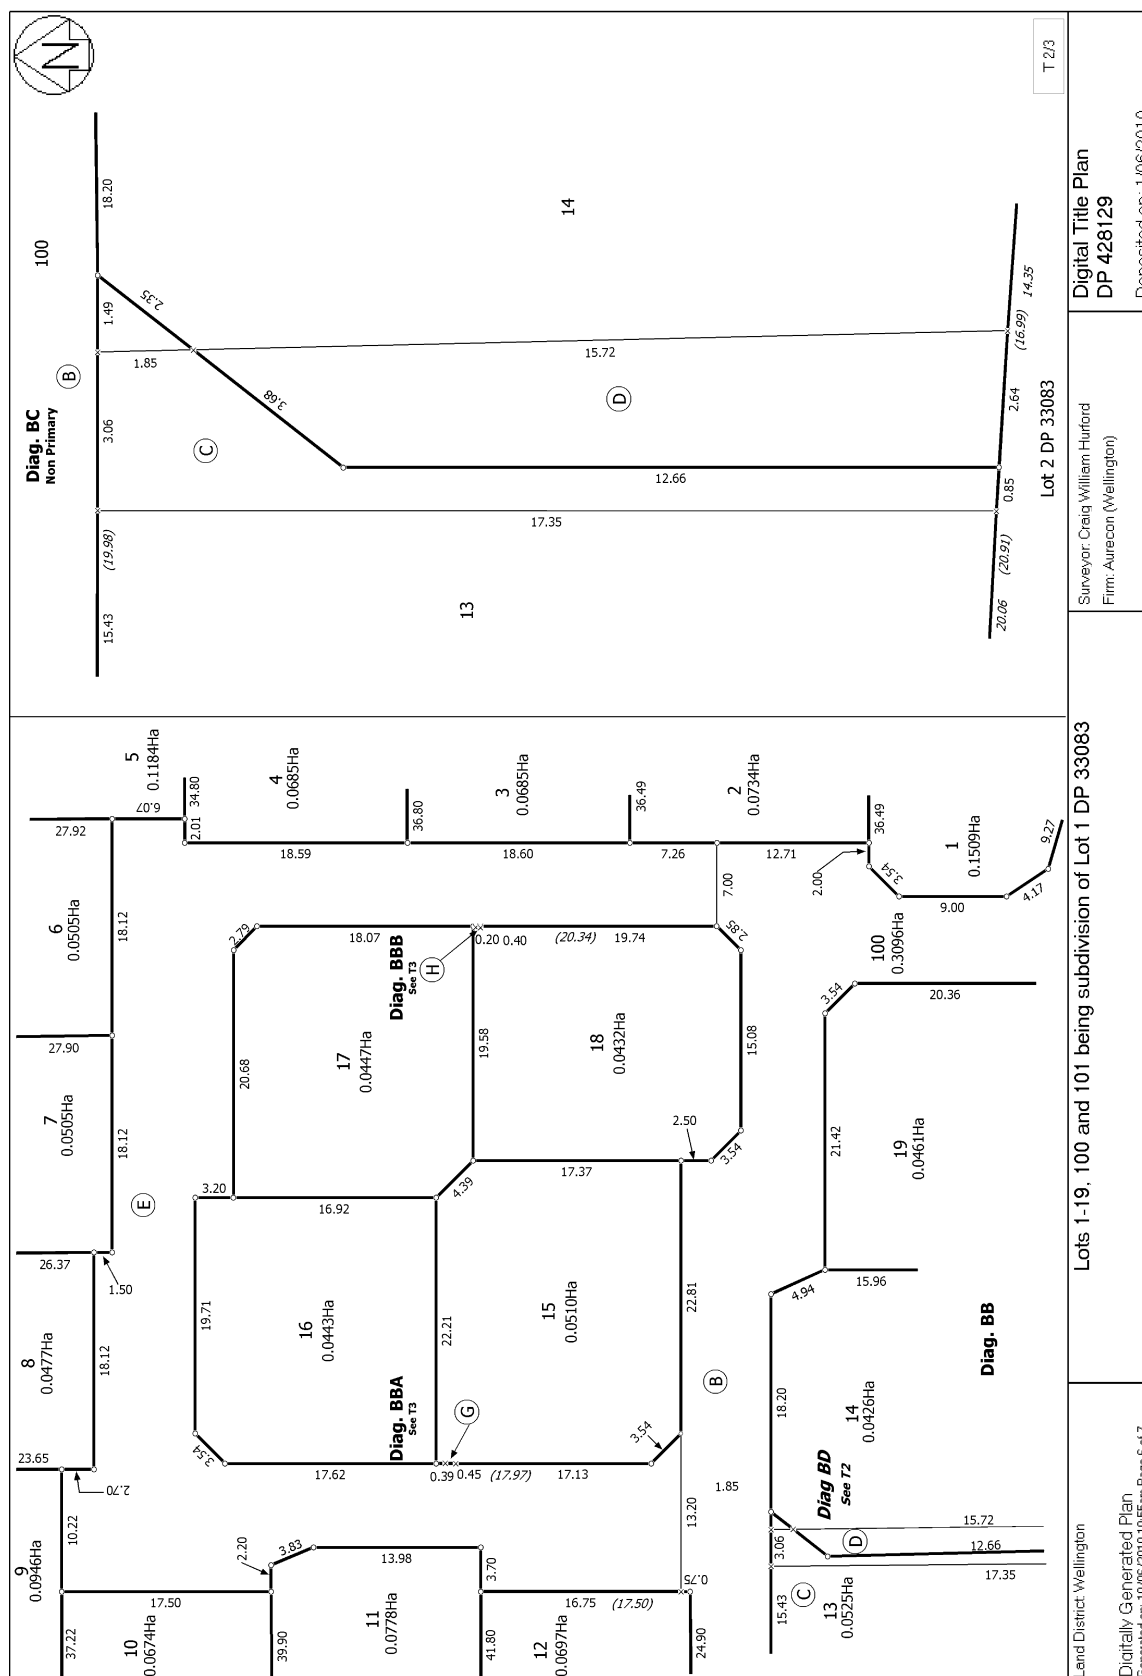 N
T 2/3
100
18.20
14
2.35
1.49
B
1.85
15.72
14.35
(16.99)
Diag. BC
Non Primary
3.06
C
3.68
D
2.64
Lot 2 DP 33083
12.66
0.85
(19.98)
17.35
(20.91)
15.43
13
20.06
Digital Title Plan
DP 428129
Surveyor: Craig William Hurford
Firm: Aurecon (Wellington)
Lots 1-19, 100 and 101 being subdivision of Lot 1 DP 33083
Land District: Wellington
Digitally Generated Plan
5
0.1184Ha
6.07
34.80
2.01
4
0.0685Ha
36.80
3
0.0685Ha
36.49
2
0.0734Ha
36.49
27.92
18.59
18.60
7.26
12.71
2.00
1
0.1509Ha
9.27
3.54
9.00
4.17
6
0.0505Ha
18.12
7.00
2.79
18.07
0.20
0.40
(20.34)
19.74
2.85
100
0.3096Ha
Diag. BBB
See T3
H
27.90
20.68
17
0.0447Ha
19.58
18
0.0432Ha
15.08
3.54
20.36
7
0.0505Ha
18.12
E
3.20
16.92
4.39
17.37
2.50
3.54
21.42
19
0.0461Ha
26.37
1.50
8
0.0477Ha
18.12
19.71
16
0.0443Ha
22.21
15
0.0510Ha
22.81
4.94
15.96
Diag. BB
Diag. BBA
See T3
G
B
18.20
14
0.0426Ha
23.65
2.70
3.54
17.62
0.39
0.45
(17.97)
17.13
3.54
1.85
Diag BD
See T2
9
0.0946Ha
10.22
2.20
3.83
13.98
3.70
13.20
3.06
D
15.72
12.66
17.35
17.50
16.75
(17.50)
0.75
C
37.22
10
0.0674Ha
39.90
11
0.0778Ha
41.80
12
0.0697Ha
24.90
15.43
13
0.0525Ha